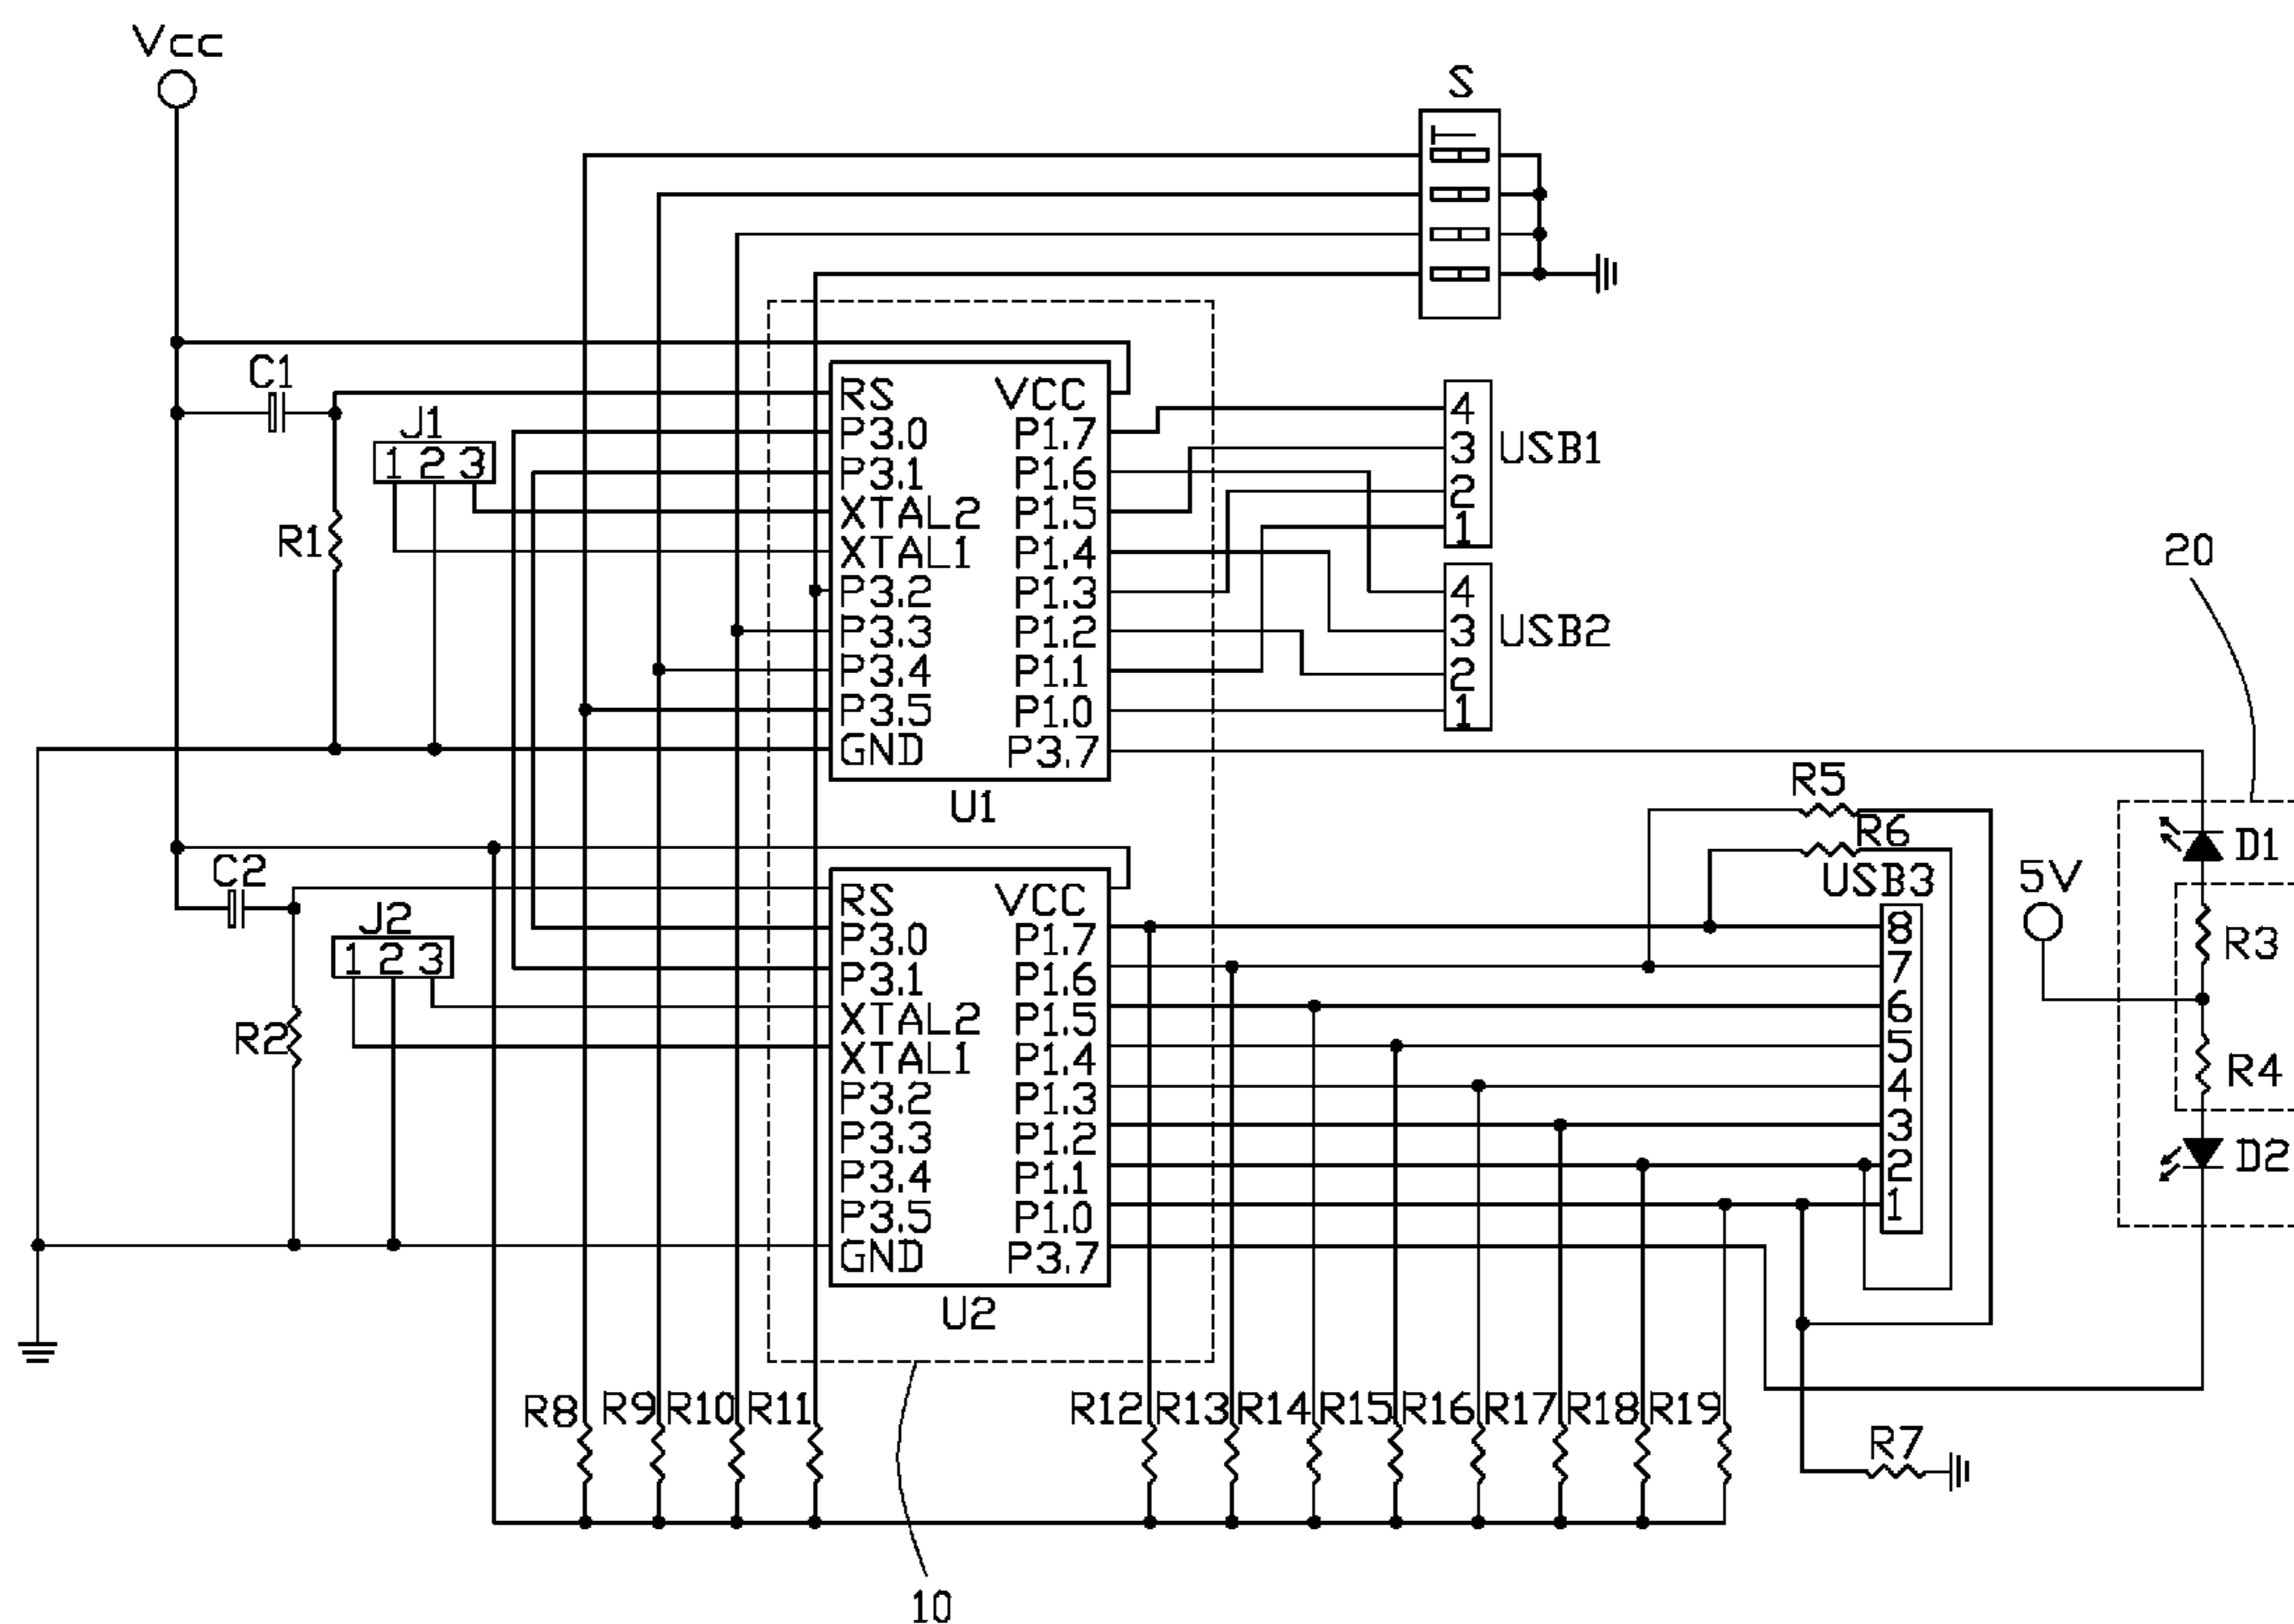 Vcc
S
C1
J1
1 2 3
R1
RS VCC
P3.0 P1.7
P3.1 P1.6
XTAL2 P1.5
XTAL1 P1.4
P3.2 P1.3
P3.3 P1.2
P3.4 P1.1
P3.5 P1.0
GND P3.7
U1
4
3
2
1
USB1
4
3
2
1
USB2
20
R5
R6
USB3
5V
D1
R3
R4
D2
C2
J2
1 2 3
R2
RS VCC
P3.0 P1.7
P3.1 P1.6
XTAL2 P1.5
XTAL1 P1.4
P3.2 P1.3
P3.3 P1.2
P3.4 P1.1
P3.5 P1.0
GND P3.7
U2
8
7
6
5
4
3
2
1
R8 R9 R10 R11 R12 R13 R14 R15 R16 R17 R18 R19
R7
10